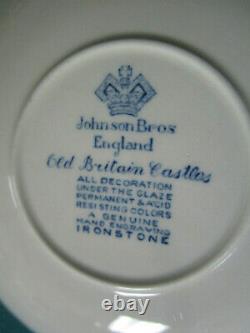 Johnson Bros
England
Old Britain Castles
ALL DECORATION
UNDER THE GLAZE
PERMANENT & ACID
RESISTING COLORS
A GENUINE
HAND ENGRAVING
IRONSTONE